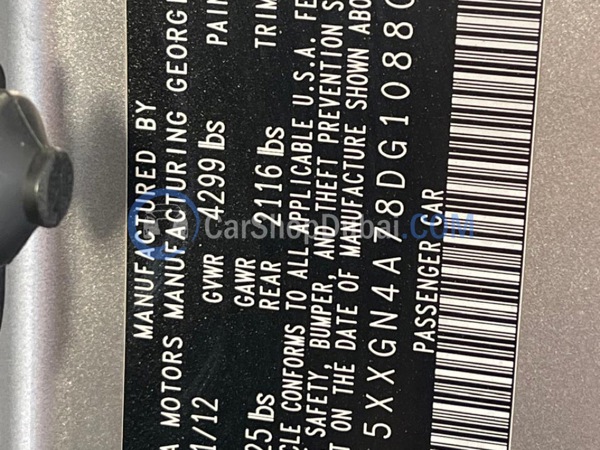 MANUFACTURED BY
A MOTORS MANUFACTURING GEORGI
1/12 GVWR 4299 lbs PAIN
GAWR
25 lbs REAR 2116 lbs TRIM
CLE CONFORMS TO ALL APPLICABLE U.S.A. FE
SAFETY, BUMPER, AND THEFT PREVENTION S
T ON THE DATE OF MANUFACTURE SHOWN ABO
5XXGN4A78DG10880
PASSENGER CAR
CarShopDubai.COM